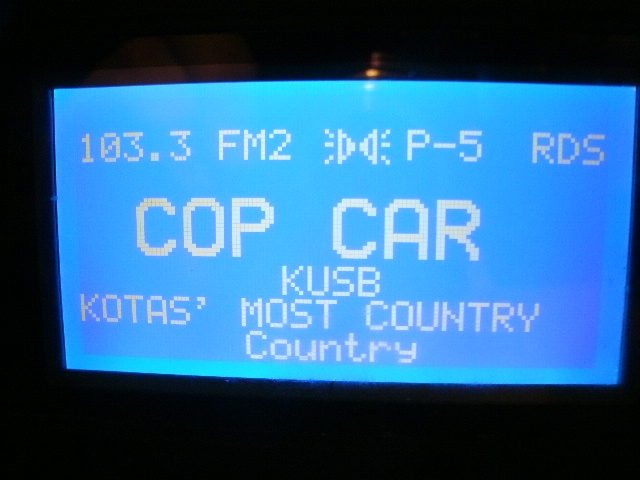 103.3 FM2 P-5 RDS
COP CAR
KUSB
KOTAS' MOST COUNTRY
Country